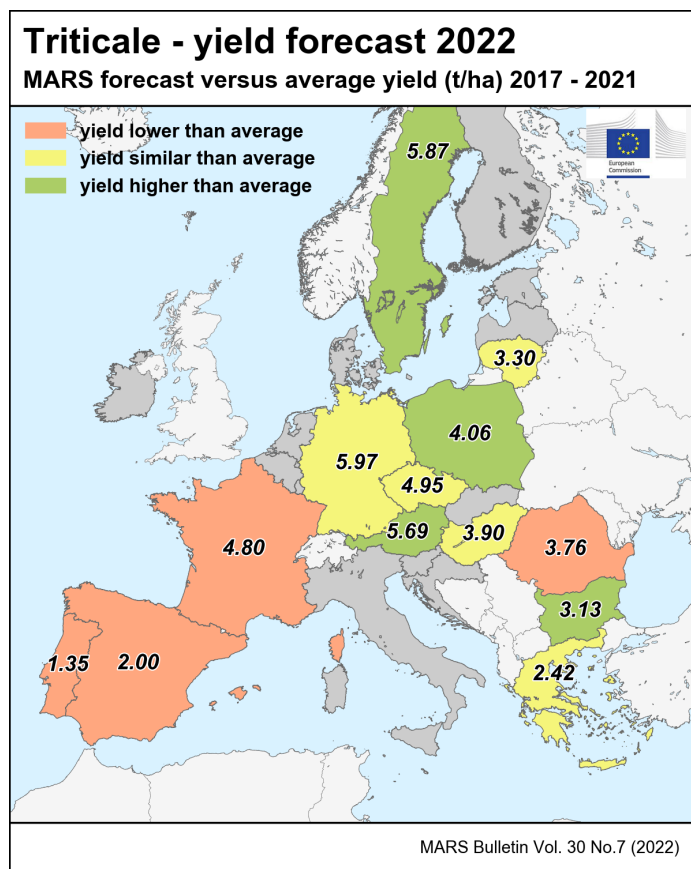 Triticale - yield forecast 2022
MARS forecast versus average yield (t/ha) 2017 - 2021
yield lower than average
yield similar than average
yield higher than average
European
Commission
5.87
3.30
4.06
5.97
4.95
5.69
3.90
4.80
3.76
3.13
1.35
2.00
2.42
MARS Bulletin Vol. 30 No.7 (2022)